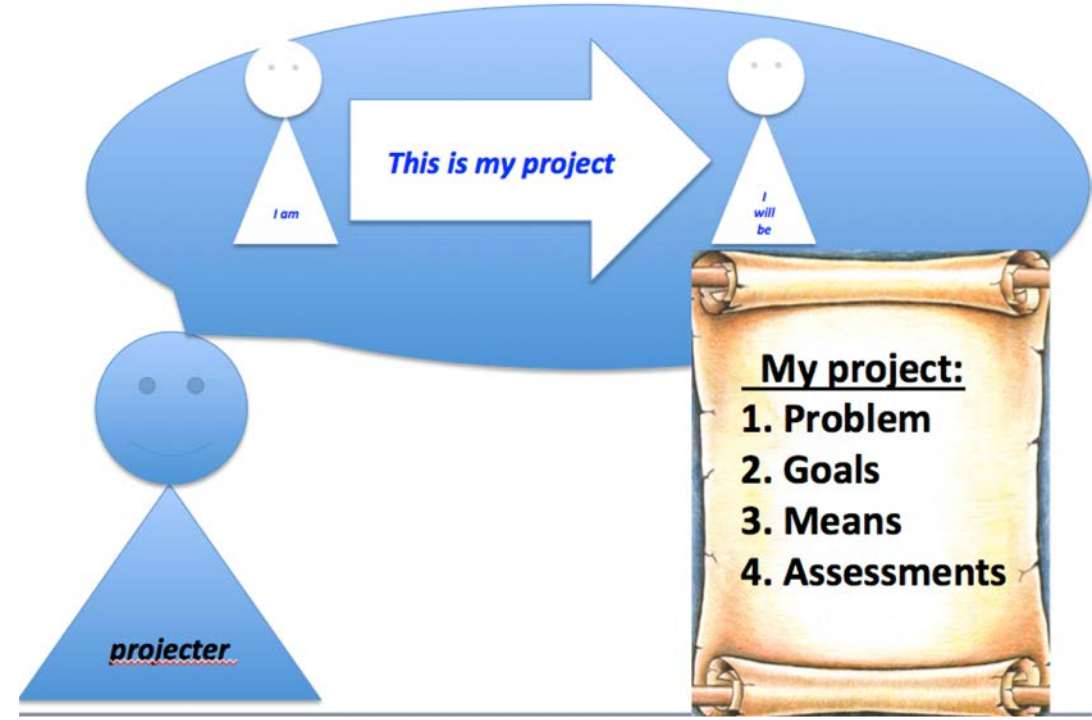 This is my project
I am
I
will
be
My project:
1. Problem
2. Goals
3. Means
4. Assessments
projecter